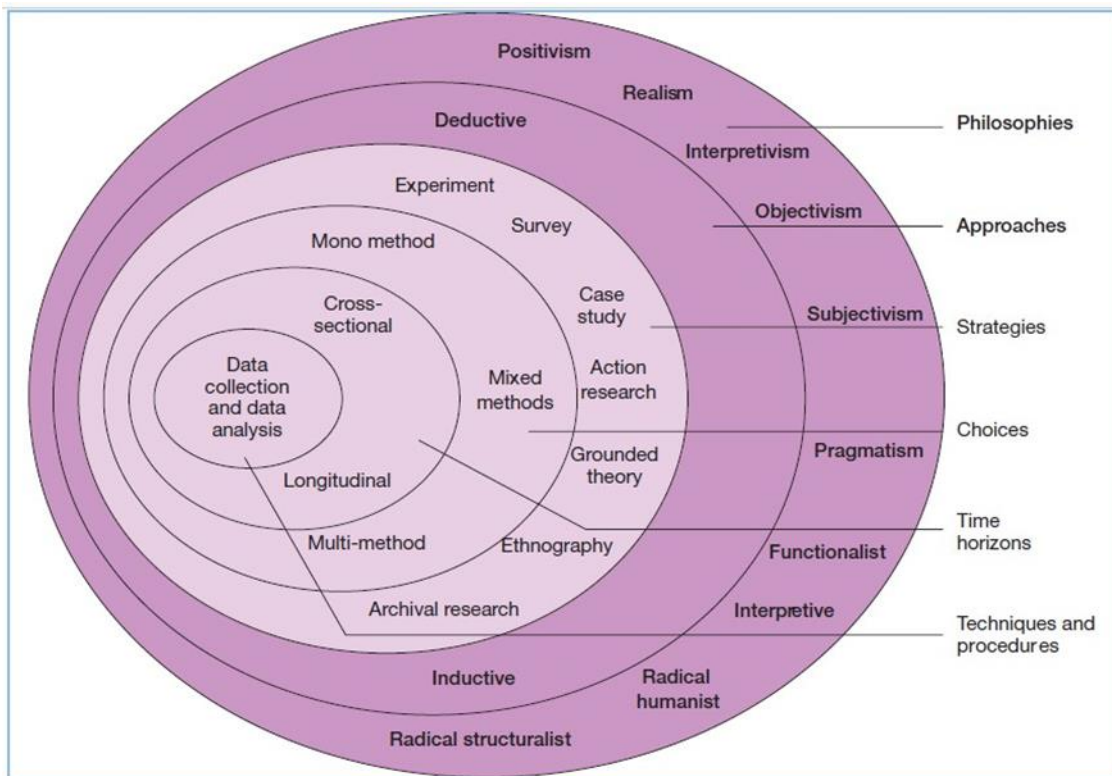 Positivism
Realism
Philosophies
Deductive
Interpretivism
Experiment
Objectivism
Survey
Approaches
Mono method
Cross-
sectional
Case
study
Subjectivism
Strategies
Data
collection
and data
analysis
Mixed
methods
Action
research
Choices
Pragmatism
Grounded
theory
Longitudinal
Time
horizons
Multi-method
Ethnography
Functionalist
Archival research
Interpretive
Techniques and
procedures
Inductive
Radical
humanist
Radical structuralist